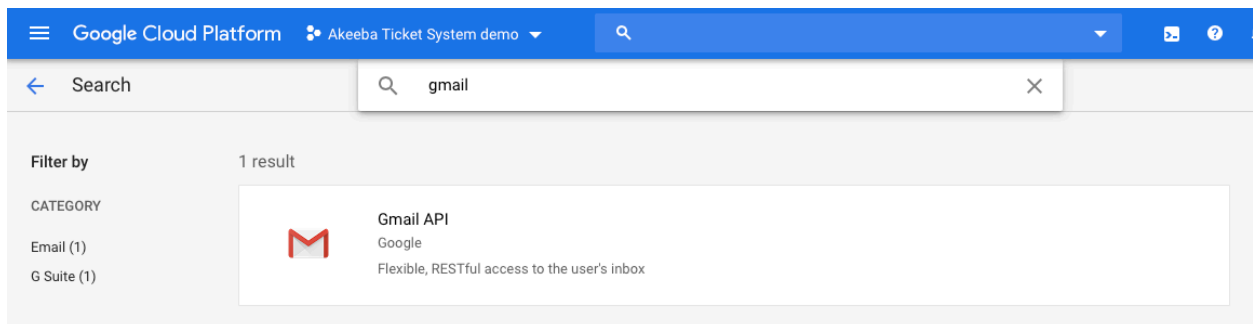 Google Cloud Platform Akeeba Ticket System demo
Search gmail
Filter by 1 result
CATEGORY
Email (1)
G Suite (1)
Gmail API
Google
Flexible, RESTful access to the user's inbox